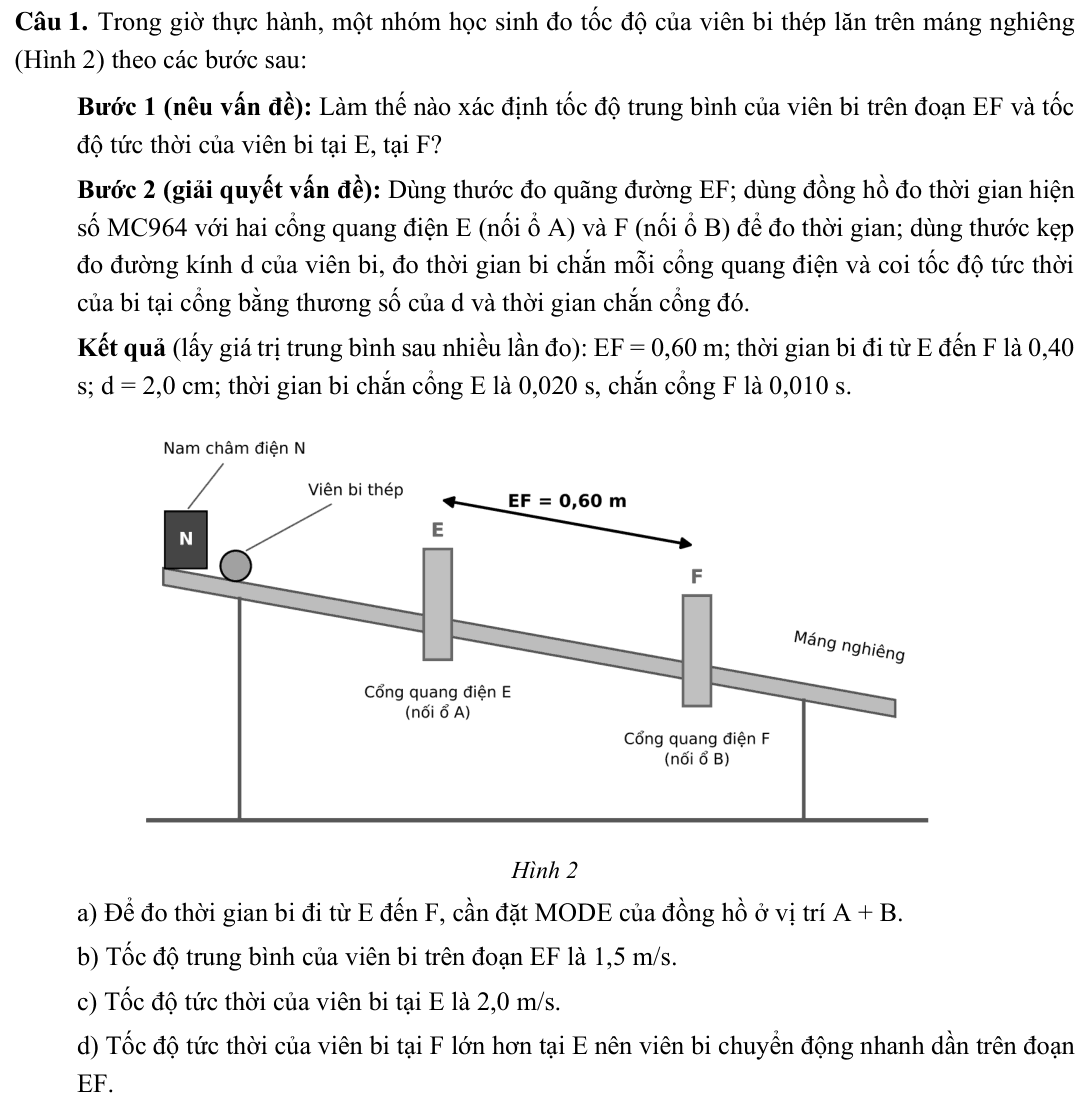 Câu 1. Trong giờ thực hành, một nhóm học sinh đo tốc độ của viên bi thép lăn trên máng nghiêng
(Hình 2) theo các bước sau:
Bước 1 (nêu vấn đề): Làm thế nào xác định tốc độ trung bình của viên bi trên đoạn EF và tốc
độ tức thời của viên bi tại E, tại F?
Bước 2 (giải quyết vấn đề): Dùng thước đo quãng đường EF; dùng đồng hồ đo thời gian hiện
số MC964 với hai cổng quang điện E (nối ổ A) và F (nối ổ B) để đo thời gian; dùng thước kẹp
đo đường kính d của viên bi, đo thời gian bi chắn mỗi cổng quang điện và coi tốc độ tức thời
của bi tại cổng bằng thương số của d và thời gian chắn cổng đó.
Kết quả (lấy giá trị trung bình sau nhiều lần đo): EF = 0,60 m; thời gian bi đi từ E đến F là 0,40
s; d = 2,0 cm; thời gian bi chắn cổng E là 0,020 s, chắn cổng F là 0,010 s.
Nam châm điện N
Viên bi thép
EF = 0,60 m
N
E
F
Máng nghiêng
Cổng quang điện E
(nối ổ A)
Cổng quang điện F
(nối ổ B)
Hình 2
a) Để đo thời gian bi đi từ E đến F, cần đặt MODE của đồng hồ ở vị trí A + B.
b) Tốc độ trung bình của viên bi trên đoạn EF là 1,5 m/s.
c) Tốc độ tức thời của viên bi tại E là 2,0 m/s.
d) Tốc độ tức thời của viên bi tại F lớn hơn tại E nên viên bi chuyển động nhanh dần trên đoạn
EF.